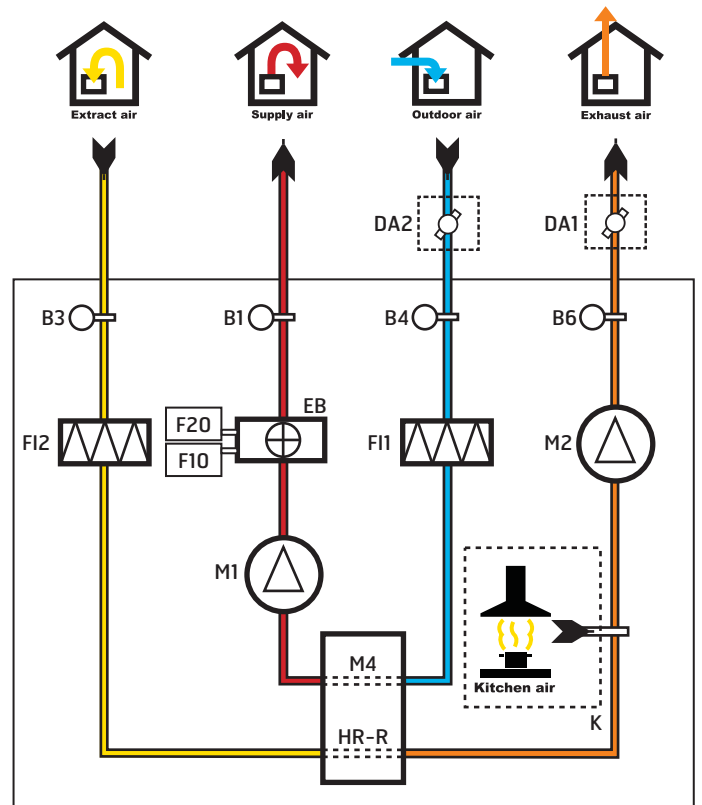 Extract air
Supply air
Outdoor air
Exhaust air
DA2
DA1
B3
B1
B4
B6
EB
F20
F10
FI2
FI1
M2
M1
M4
Kitchen air
K
HR-R